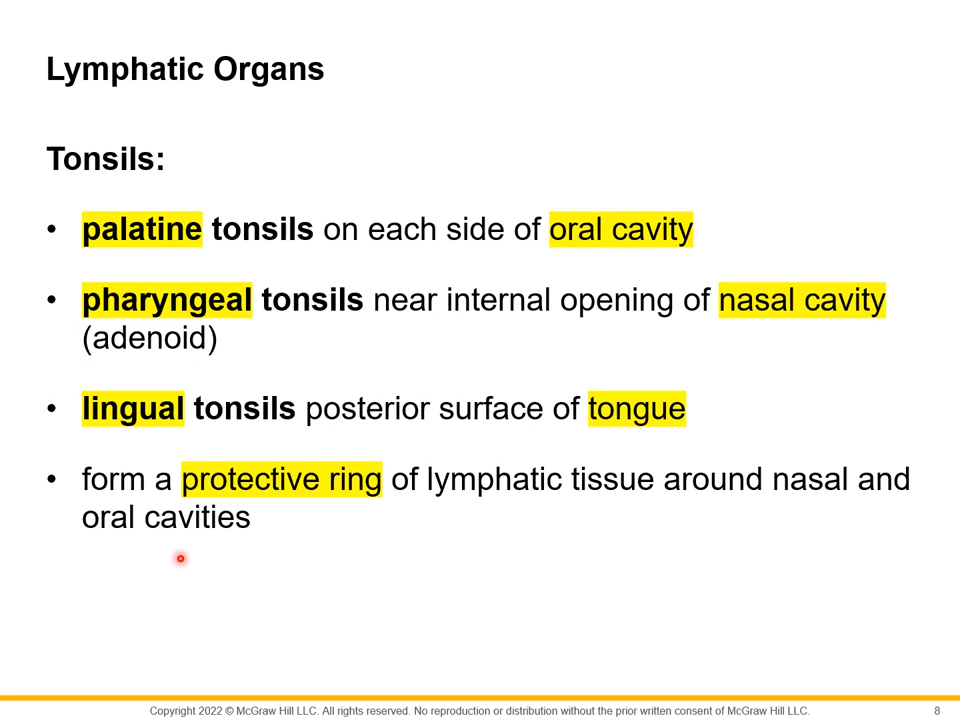 Lymphatic Organs
Tonsils:
• palatine tonsils on each side of oral cavity
• pharyngeal tonsils near internal opening of nasal cavity
(adenoid)
• lingual tonsils posterior surface of tongue
• form a protective ring of lymphatic tissue around nasal and
oral cavities
Copyright 2022 © McGraw Hill LLC. All rights reserved. No reproduction or distribution without the prior written consent of McGraw Hill LLC.
8